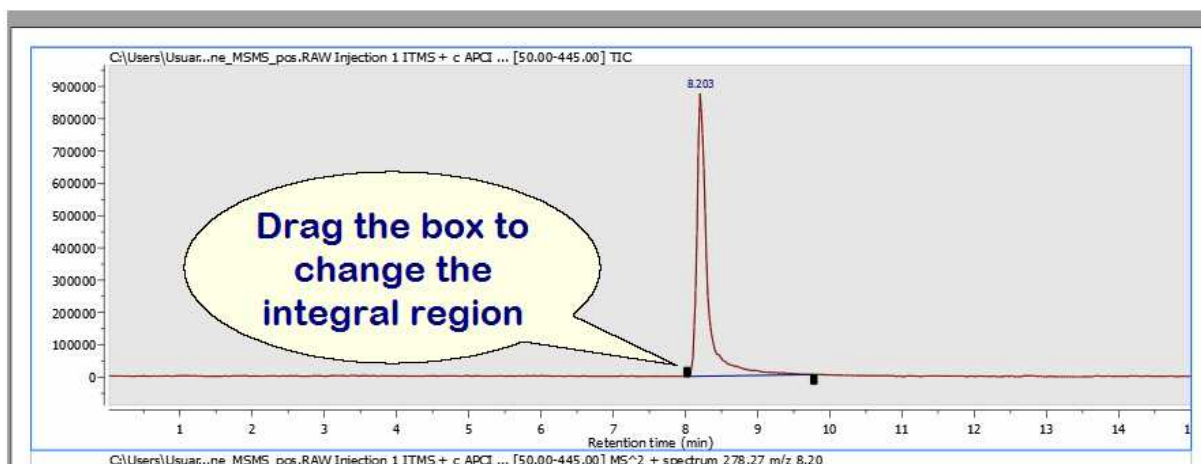 C:\Users\Usuar...ne_MSMS_pos.RAW Injection 1 ITMS + c APCI ... [50.00-445.00] TIC
8.203
900000
800000
700000
600000
500000
400000
300000
200000
100000
0
Drag the box to
change the
integral region
1 2 3 4 5 6 7 8 9 10 11 12 13 14 1
Retention time (min)
C:\Users\Usuar...ne_MSMS_pos.RAW Injection 1 ITMS + c APCI ... [50.00-445.00] MS^2 + spectrum 278.27 m/z 8.20